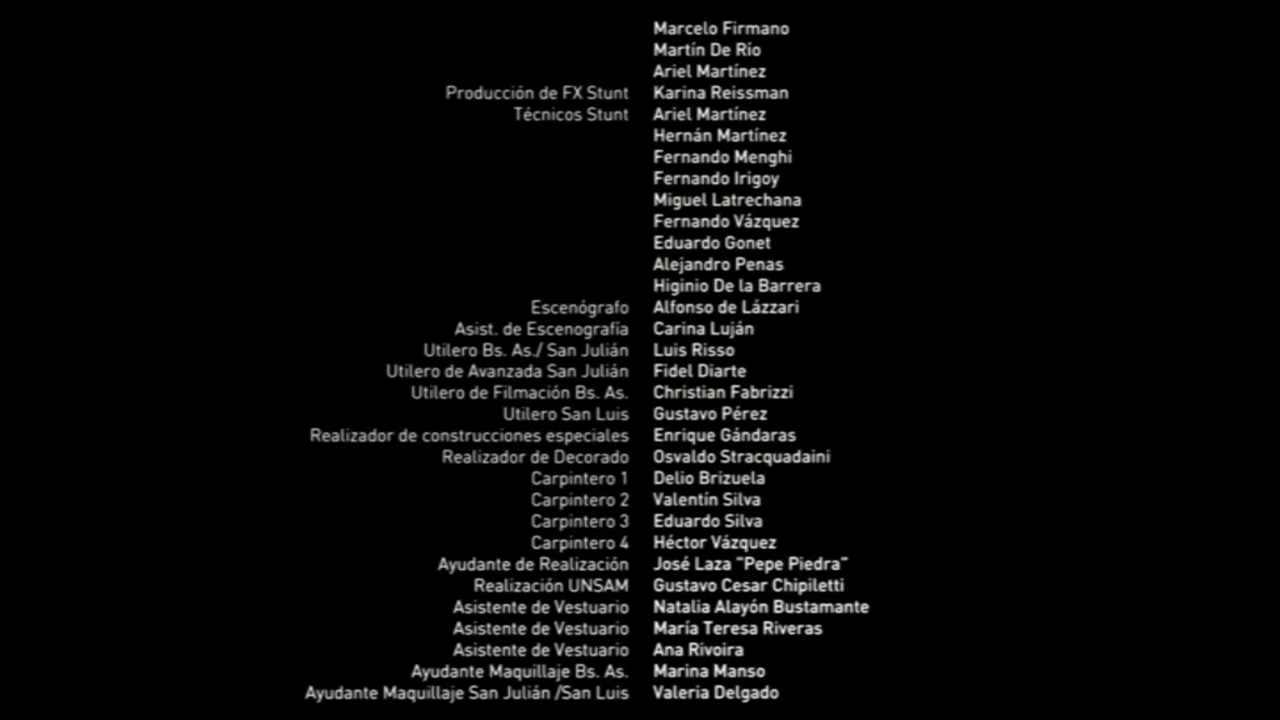 Marcelo Firmano
Martín De Río
Ariel Martínez
Producción de FX Stunt Karina Reissman
Técnicos Stunt Ariel Martínez
Hernán Martínez
Fernando Menghi
Fernando Irigoy
Miguel Latrechana
Fernando Vázquez
Eduardo Gonet
Alejandro Penas
Higinio De la Barrera
Escenógrafo Alfonso de Lázzari
Asist. de Escenografía Carina Luján
Utilero Bs. As./ San Julián Luis Risso
Utilero de Avanzada San Julián Fidel Diarte
Utilero de Filmación Bs. As. Christian Fabrizzi
Utilero San Luis Gustavo Pérez
Realizador de construcciones especiales Enrique Gándaras
Realizador de Decorado Osvaldo Stracquadaini
Carpintero 1 Delio Brizuela
Carpintero 2 Valentín Silva
Carpintero 3 Eduardo Silva
Carpintero 4 Héctor Vázquez
Ayudante de Realización José Laza "Pepe Piedra"
Realización UNSAM Gustavo Cesar Chipiletti
Asistente de Vestuario Natalia Alayón Bustamante
Asistente de Vestuario María Teresa Riveras
Asistente de Vestuario Ana Rivoira
Ayudante Maquillaje Bs. As. Marina Manso
Ayudante Maquillaje San Julián /San Luis Valeria Delgado